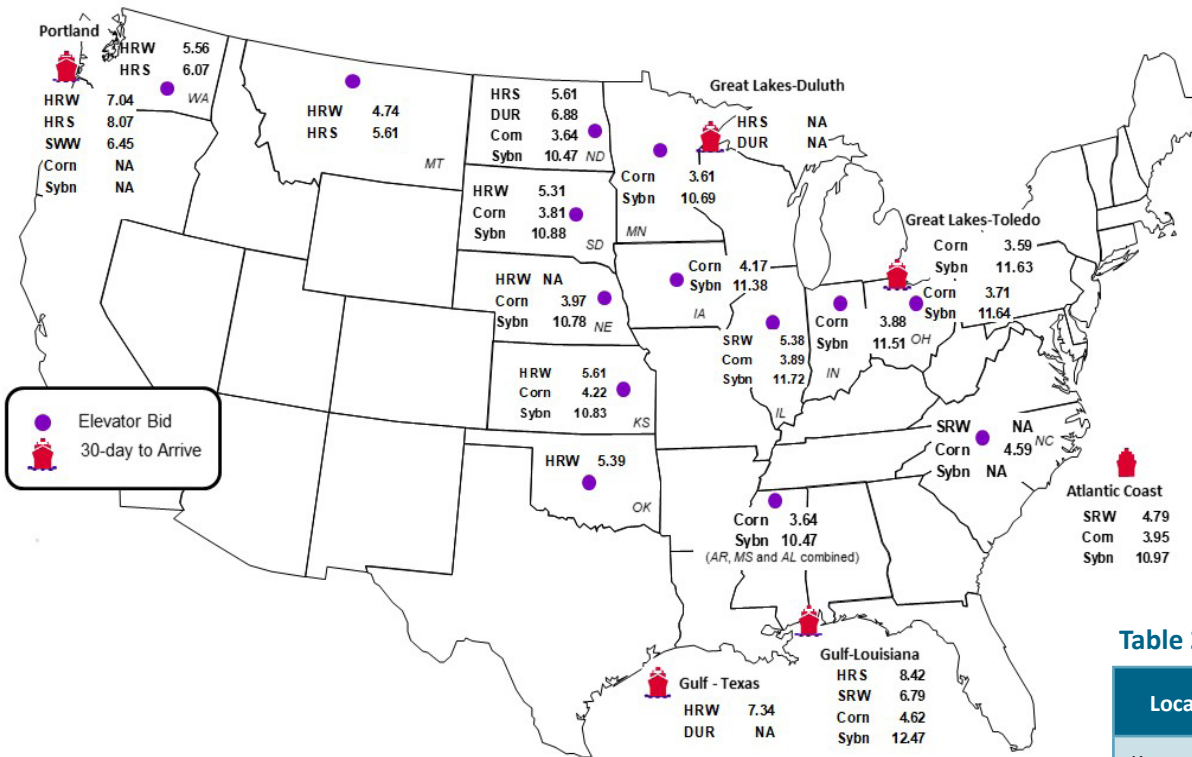 Portland
HRW 7.04
HRS 8.07
SWW 6.45
Corn NA
Sybn NA
HRW 5.56
HRS 6.07
WA
HRW 4.74
HRS 5.61
MT
HRS 5.61
DUR 6.88
Corn 3.64
Sybn 10.47
ND
HRW 5.31
Corn 3.81
Sybn 10.88
SD
HRW NA
Corn 3.97
Sybn 10.78
NE
HRW 5.61
Corn 4.22
Sybn 10.83
KS
HRW 5.39
OK
Great Lakes-Duluth
HRS NA
DUR NA
Corn 3.61
Sybn 10.69
MN
Corn 4.17
Sybn 11.38
IA
SRW 5.38
Corn 3.89
Sybn 11.72
IL
Great Lakes-Toledo
Corn 3.59
Sybn 11.63
Corn 3.71
Sybn 11.64
OH
Corn 3.88
Sybn 11.51
IN
SRW NA
Corn 4.59
Sybn NA
NC
Atlantic Coast
SRW 4.79
Corn 3.95
Sybn 10.97
Corn 3.64
Sybn 10.47
(AR, MS and AL combined)
Gulf-Louisiana
HRS 8.42
SRW 6.79
Corn 4.62
Sybn 12.47
Gulf - Texas
HRW 7.34
DUR NA
Elevator Bid
30-day to Arrive
Table
Loca